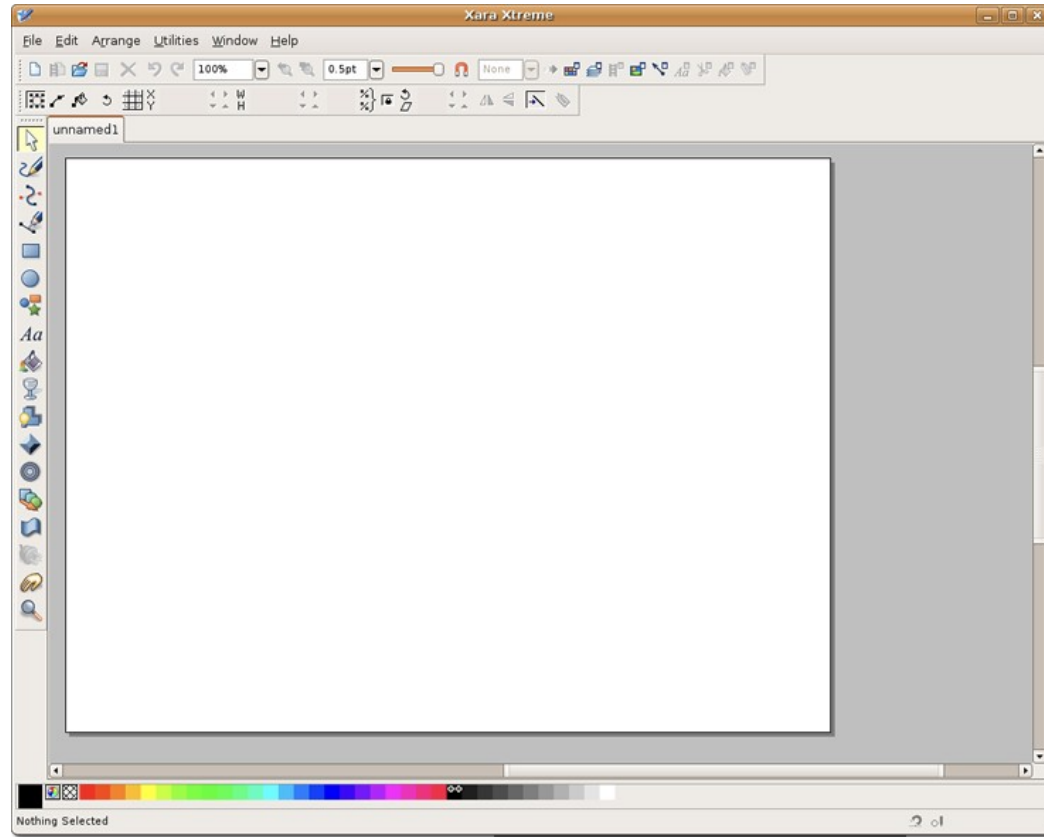 Xara Xtreme
File Edit Arrange Utilities Window Help
100% 0.5pt None
X W
Y H
unnamed1
Aa
Nothing Selected